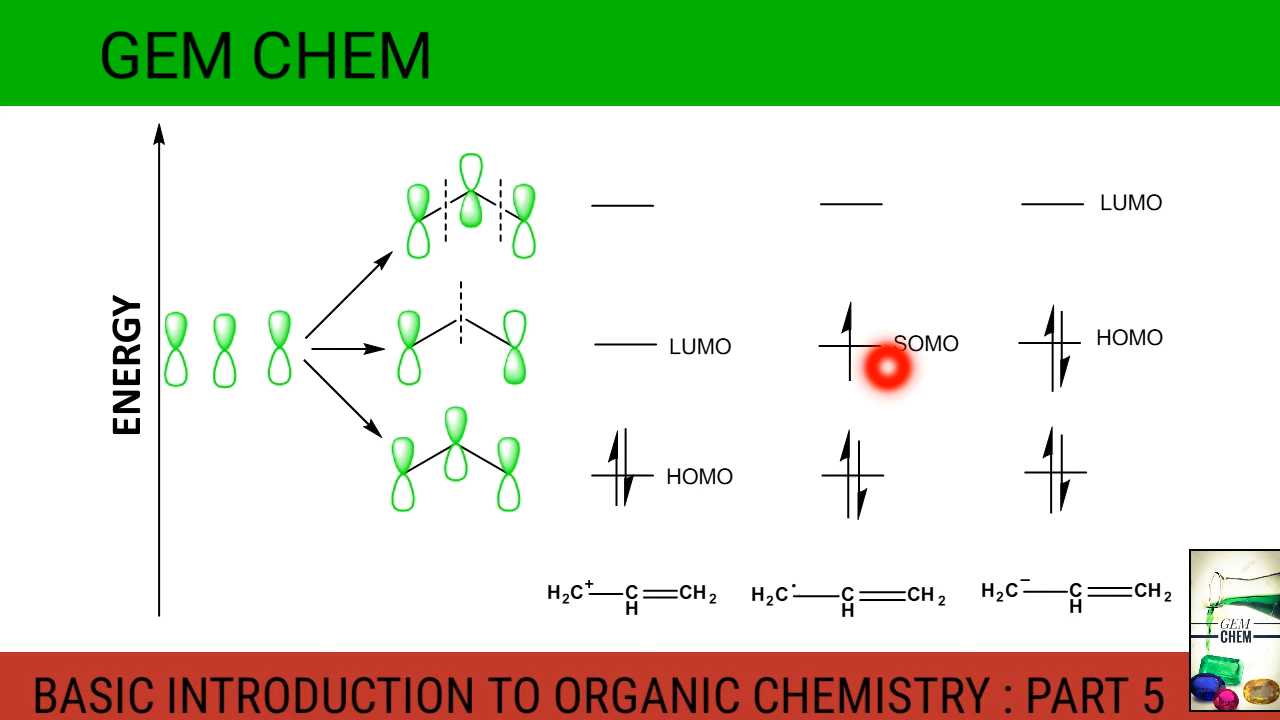 GEM CHEM
ENERGY
LUMO
LUMO
SOMO
HOMO
HOMO
H₂C⁺—CH=CH₂
H₂C•—CH=CH₂
H₂C⁻—CH=CH₂
GEM
CHEM
BASIC INTRODUCTION TO ORGANIC CHEMISTRY : PART 5